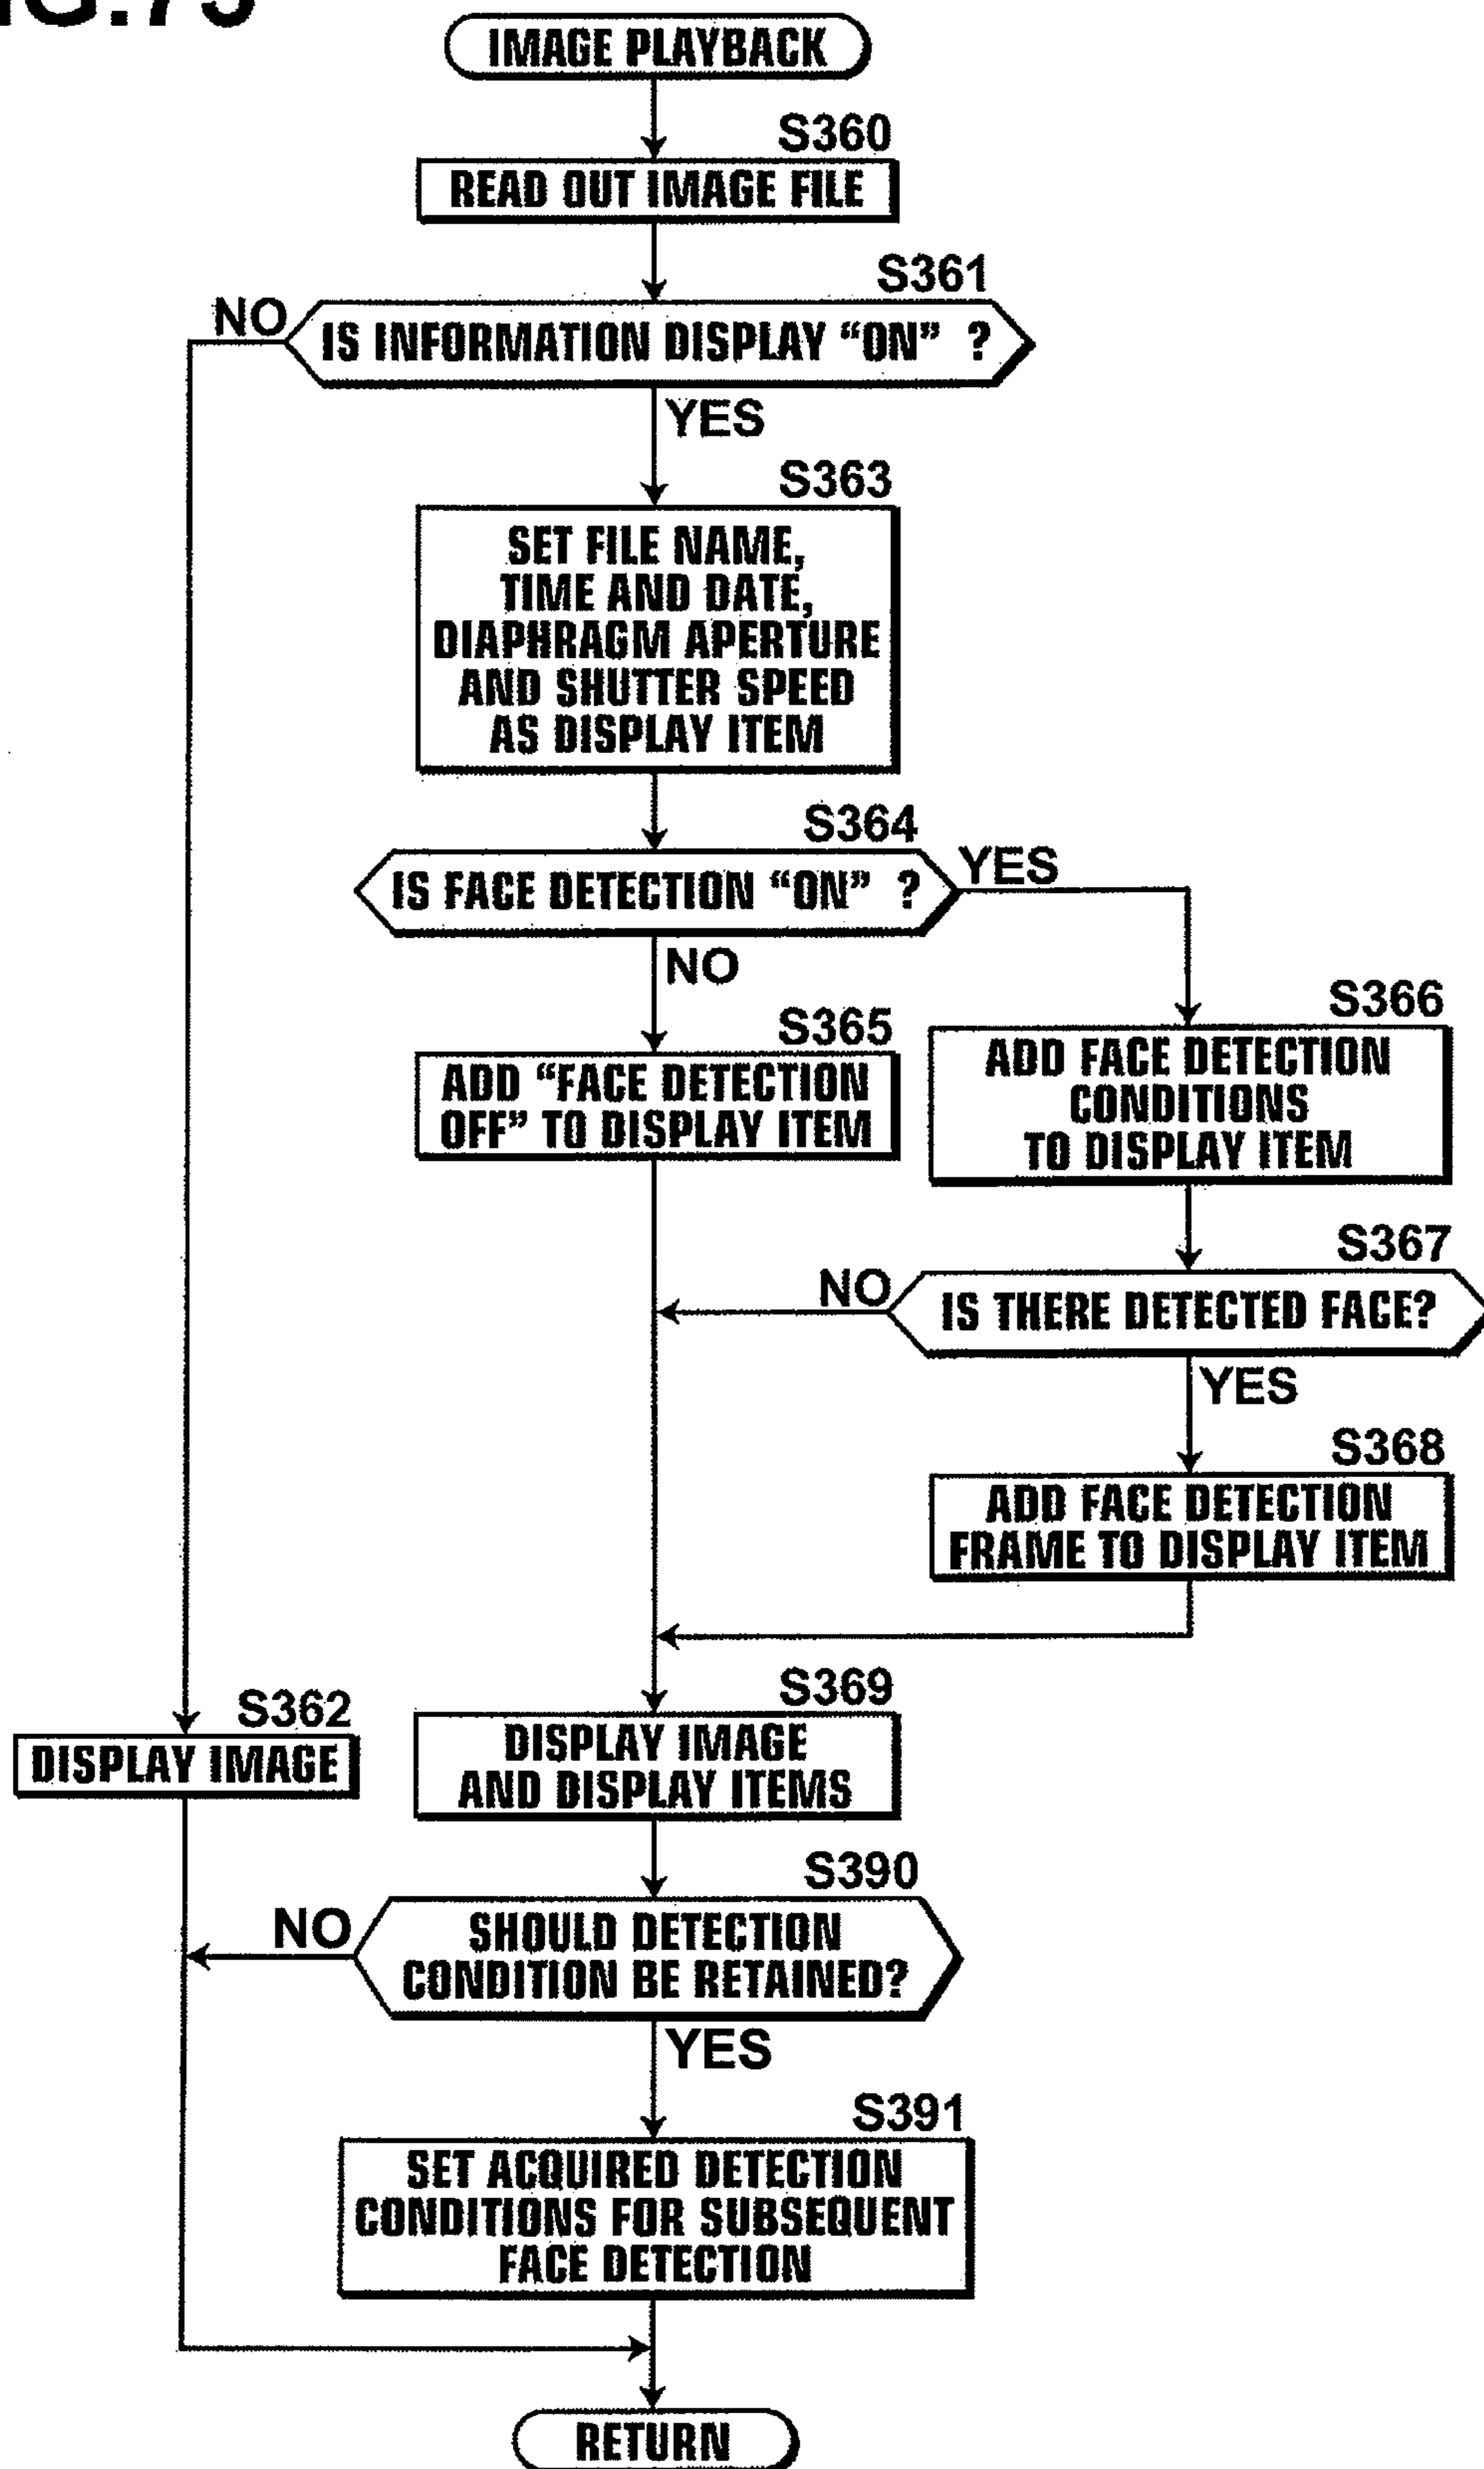 IMAGE PLAYBACK
S360
READ OUT IMAGE FILE
S361
NO
IS INFORMATION DISPLAY “ON” ?
YES
S363
SET FILE NAME,
TIME AND DATE,
DIAPHRAGM APERTURE
AND SHUTTER SPEED
AS DISPLAY ITEM
S364
IS FACE DETECTION “ON” ?
YES
NO
S365
ADD “FACE DETECTION
OFF” TO DISPLAY ITEM
S366
ADD FACE DETECTION
CONDITIONS
TO DISPLAY ITEM
S367
NO
IS THERE DETECTED FACE?
YES
S368
ADD FACE DETECTION
FRAME TO DISPLAY ITEM
S362
DISPLAY IMAGE
S369
DISPLAY IMAGE
AND DISPLAY ITEMS
S390
NO
SHOULD DETECTION
CONDITION BE RETAINED?
YES
S391
SET ACQUIRED DETECTION
CONDITIONS FOR SUBSEQUENT
FACE DETECTION
RETURN